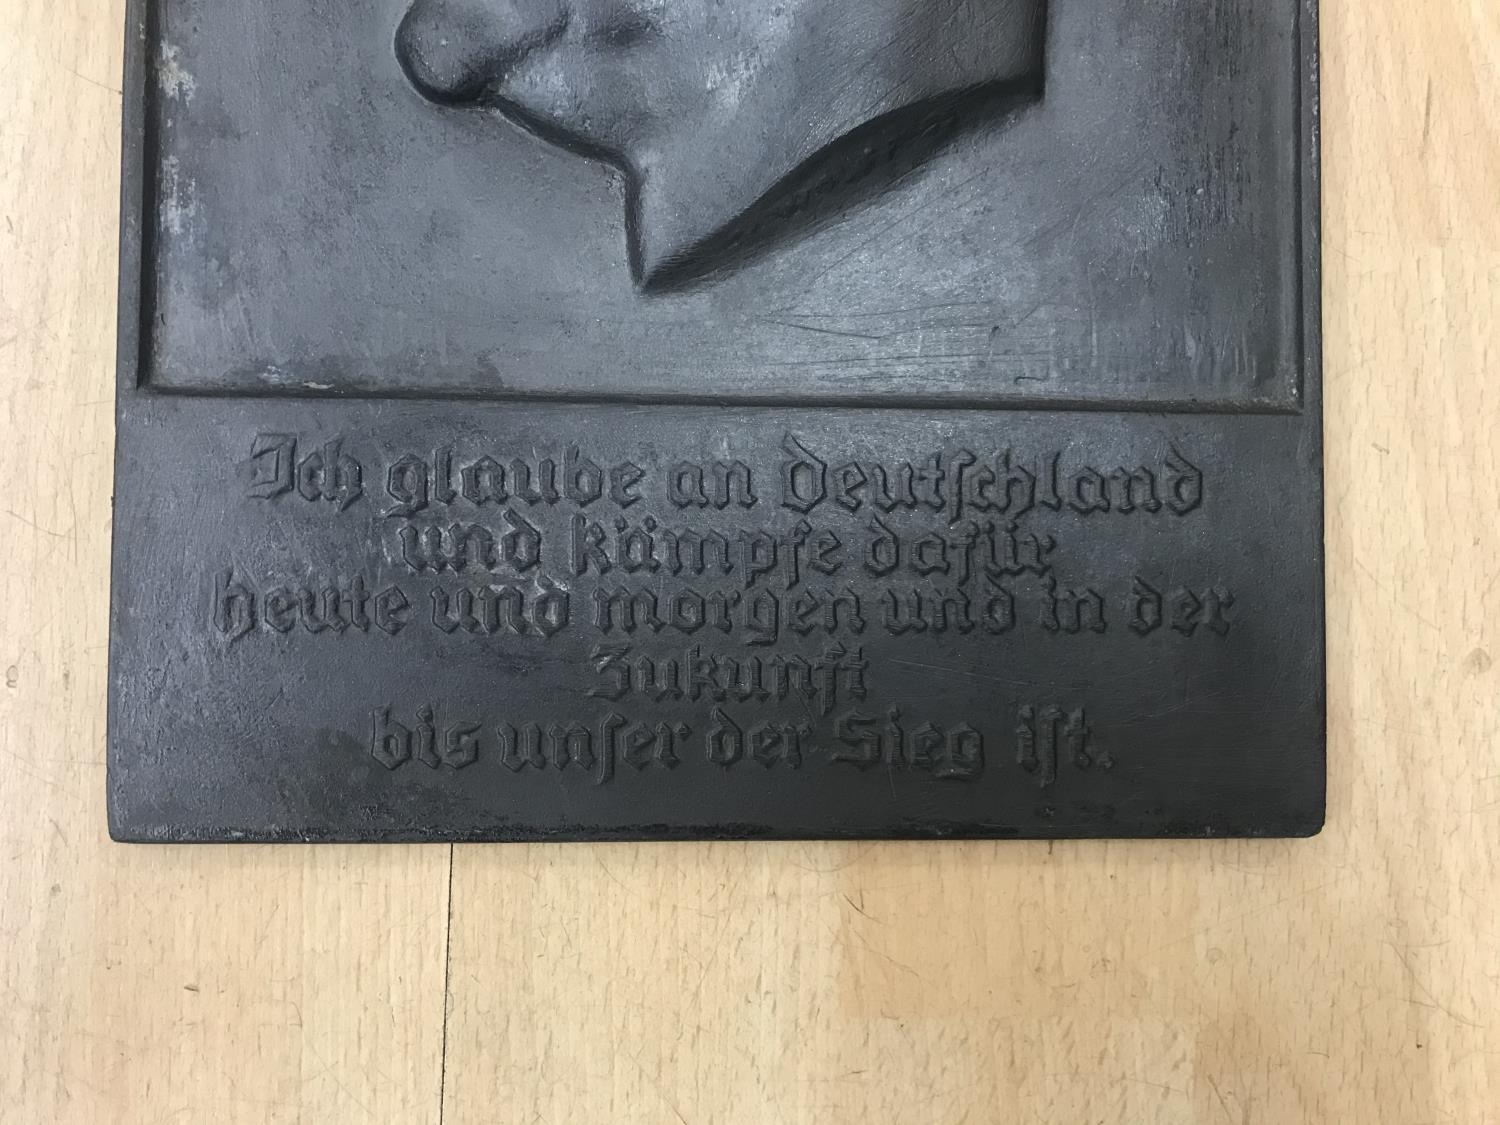 Ich glaube an Deutſchland
und kämpfe dafür
heute und morgen und in der
Zukunft
bis unſer der Sieg iſt.